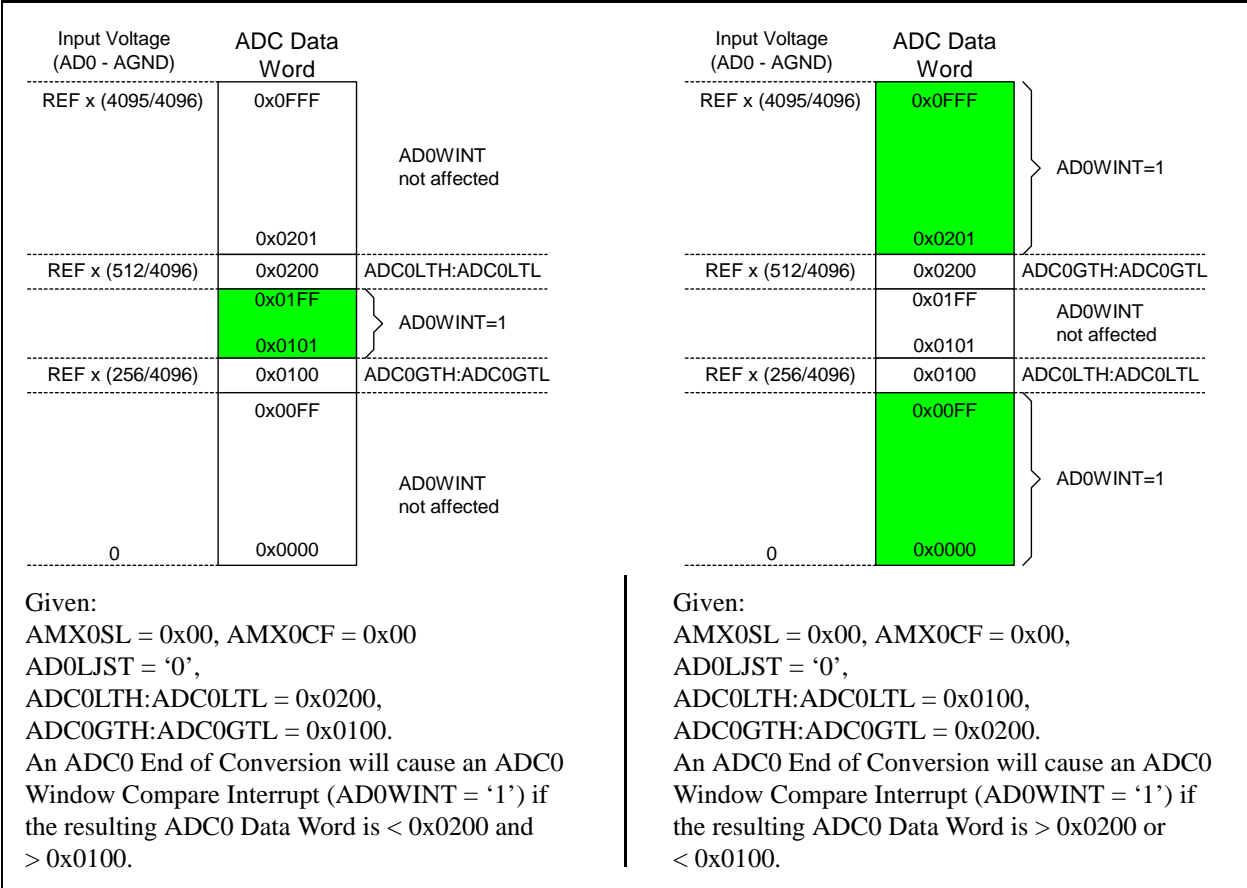 Input Voltage
(AD0 - AGND)
ADC Data
Word
REF x (4095/4096)
0x0FFF
AD0WINT
not affected
0x0201
REF x (512/4096)
0x0200
ADC0LTH:ADC0LTL
0x01FF
AD0WINT=1
0x0101
REF x (256/4096)
0x0100
ADC0GTH:ADC0GTL
0x00FF
AD0WINT
not affected
0
0x0000
Given:
AMX0SL = 0x00, AMX0CF = 0x00
AD0LJST = ‘0’,
ADC0LTH:ADC0LTL = 0x0200,
ADC0GTH:ADC0GTL = 0x0100.
An ADC0 End of Conversion will cause an ADC0
Window Compare Interrupt (AD0WINT = ‘1’) if
the resulting ADC0 Data Word is < 0x0200 and
> 0x0100.
Input Voltage
(AD0 - AGND)
ADC Data
Word
REF x (4095/4096)
0x0FFF
AD0WINT=1
0x0201
REF x (512/4096)
0x0200
ADC0GTH:ADC0GTL
0x01FF
AD0WINT
not affected
0x0101
REF x (256/4096)
0x0100
ADC0LTH:ADC0LTL
0x00FF
AD0WINT=1
0
0x0000
Given:
AMX0SL = 0x00, AMX0CF = 0x00,
AD0LJST = ‘0’,
ADC0LTH:ADC0LTL = 0x0100,
ADC0GTH:ADC0GTL = 0x0200.
An ADC0 End of Conversion will cause an ADC0
Window Compare Interrupt (AD0WINT = ‘1’) if
the resulting ADC0 Data Word is > 0x0200 or
< 0x0100.